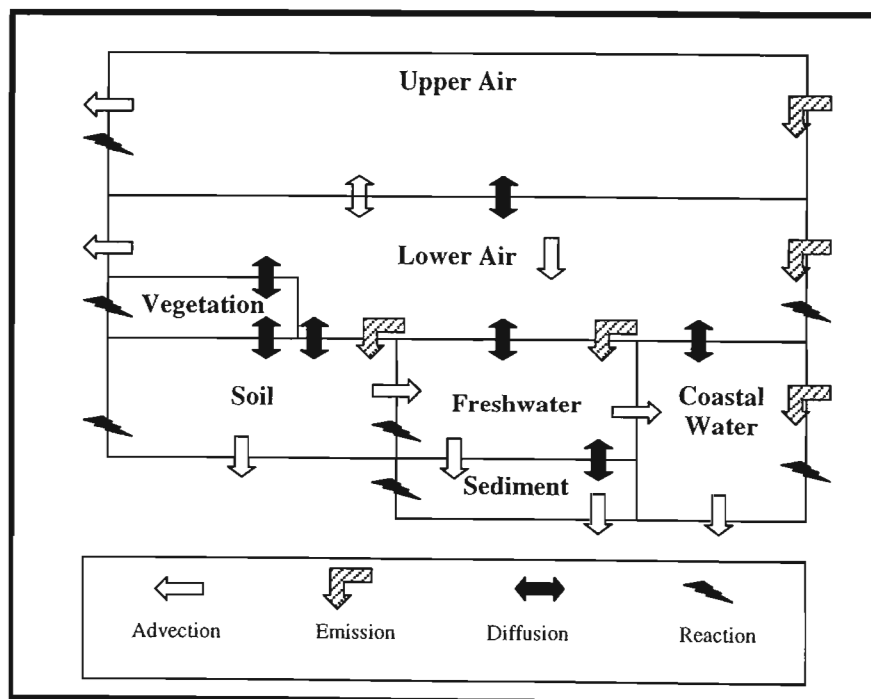 Upper Air
Lower Air
Vegetation
Soil
Freshwater
Coastal
Water
Sediment
Advection
Emission
Diffusion
Reaction